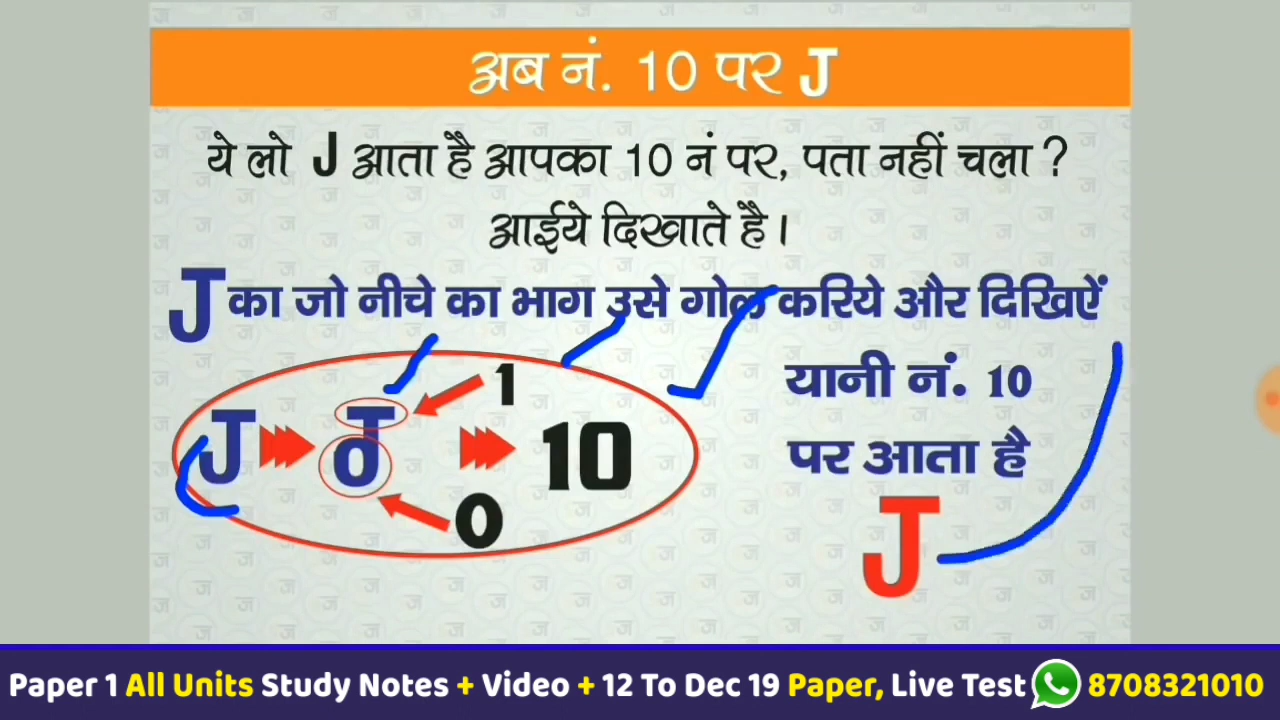 अब नं. 10 पर J
ये लो J आता है आपका 10 नं पर, पता नहीं चला ?
आईये दिखाते है।
J का जो नीचे का भाग उसे गोल करिये और दिखिऐं
यानी नं. 10
पर आता है
J
J J 1 0 10
Paper 1 All Units Study Notes + Video + 12 To Dec 19 Paper, Live Test 8708321010